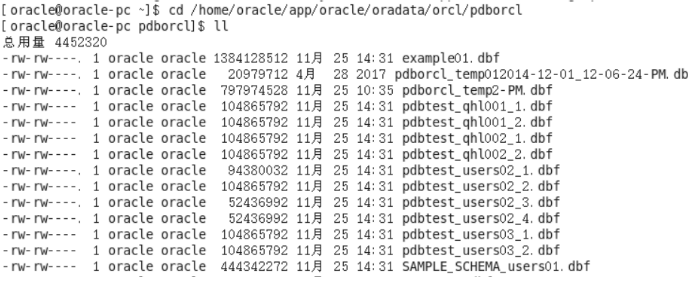 [oracle@oracle-pc ~]$ cd /home/oracle/app/oracle/oradata/orcl/pdborcl
[oracle@oracle-pc pdborcl]$ ll
总用量 4452320
-rw-rw----. 1 oracle oracle 1384128512 11月 25 14:31 example01.dbf
-rw-rw----. 1 oracle oracle 20979712 4月 28 2017 pdborcl_temp012014-12-01_12-06-24-PM.db
-rw-rw----. 1 oracle oracle 797974528 11月 25 10:35 pdborcl_temp2-PM.dbf
-rw-rw---- 1 oracle oracle 104865792 11月 25 14:31 pdbtest_qhl001_1.dbf
-rw-rw---- 1 oracle oracle 104865792 11月 25 14:31 pdbtest_qhl001_2.dbf
-rw-rw---- 1 oracle oracle 104865792 11月 25 14:31 pdbtest_qhl002_1.dbf
-rw-rw---- 1 oracle oracle 104865792 11月 25 14:31 pdbtest_qhl002_2.dbf
-rw-rw---- 1 oracle oracle 94380032 11月 25 14:31 pdbtest_users02_1.dbf
-rw-rw---- 1 oracle oracle 104865792 11月 25 14:31 pdbtest_users02_2.dbf
-rw-rw---- 1 oracle oracle 52436992 11月 25 14:31 pdbtest_users02_3.dbf
-rw-rw---- 1 oracle oracle 52436992 11月 25 14:31 pdbtest_users02_4.dbf
-rw-rw---- 1 oracle oracle 104865792 11月 25 14:31 pdbtest_users03_1.dbf
-rw-rw---- 1 oracle oracle 104865792 11月 25 14:31 pdbtest_users03_2.dbf
-rw-rw---- 1 oracle oracle 444342272 11月 25 14:31 SAMPLE_SCHEMA_users01.dbf